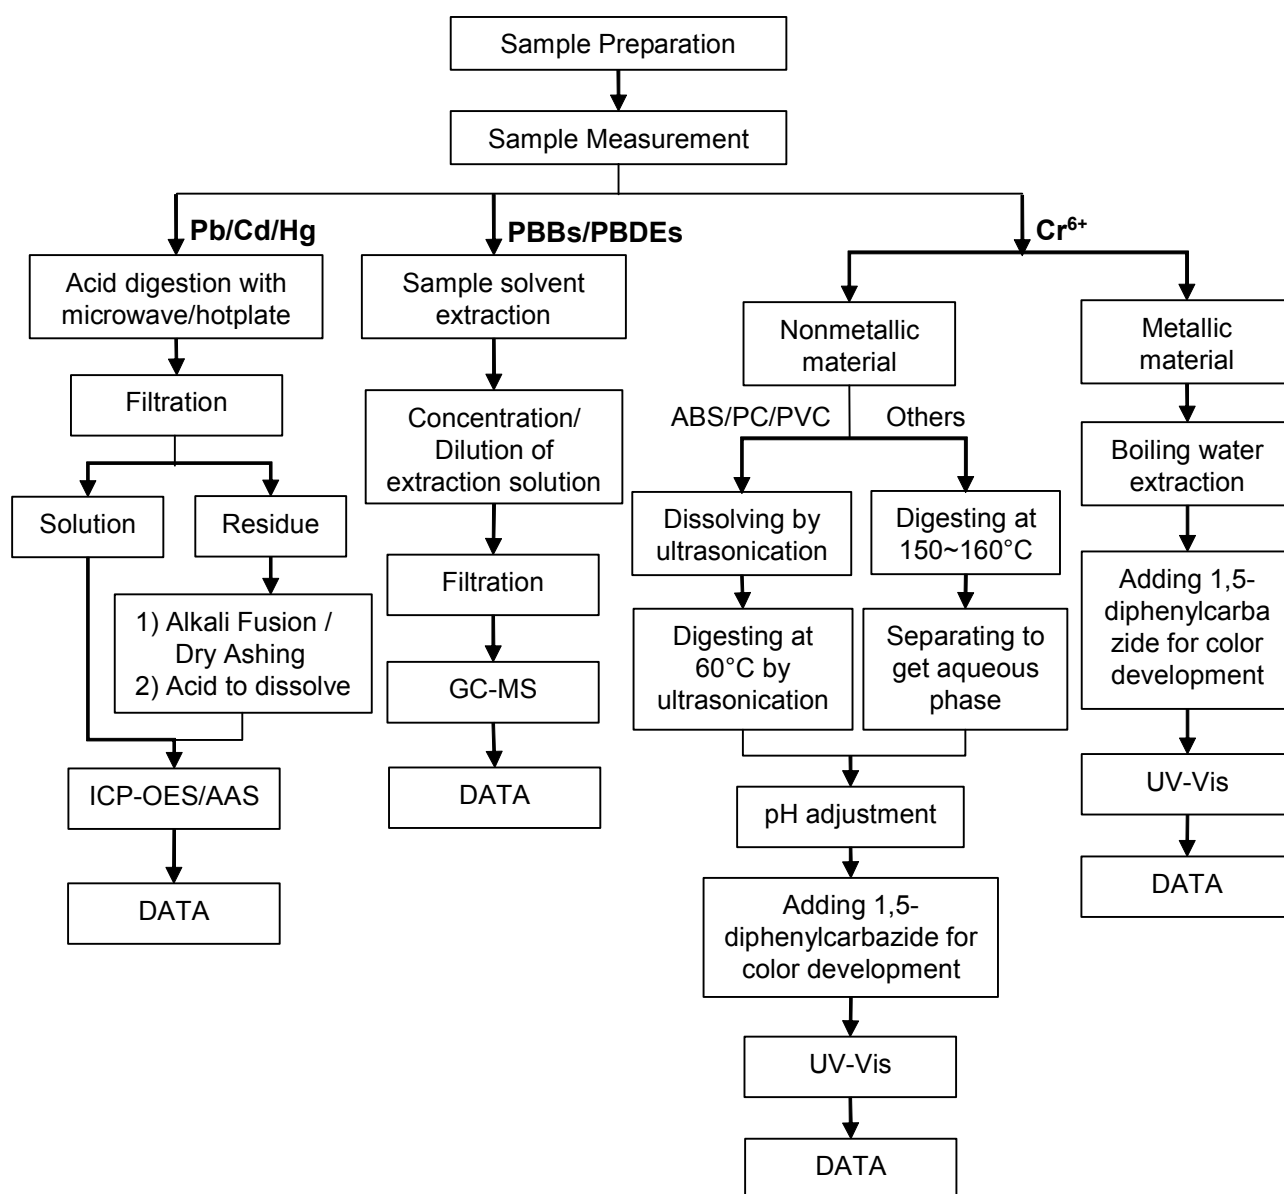 Sample Preparation
Sample Measurement
Pb/Cd/Hg
Acid digestion with
microwave/hotplate
Filtration
Solution
Residue
1) Alkali Fusion /
Dry Ashing
2) Acid to dissolve
ICP-OES/AAS
DATA
PBBs/PBDEs
Sample solvent
extraction
Concentration/
Dilution of
extraction solution
Filtration
GC-MS
DATA
Cr⁶⁺
Nonmetallic
material
ABS/PC/PVC
Others
Dissolving by
ultrasonication
Digesting at
60°C by
ultrasonication
Digesting at
150~160°C
Separating to
get aqueous
phase
pH adjustment
Adding 1,5-
diphenylcarbazide for
color development
UV-Vis
DATA
Metallic
material
Boiling water
extraction
Adding 1,5-
diphenylcarba
zide for color
development
UV-Vis
DATA